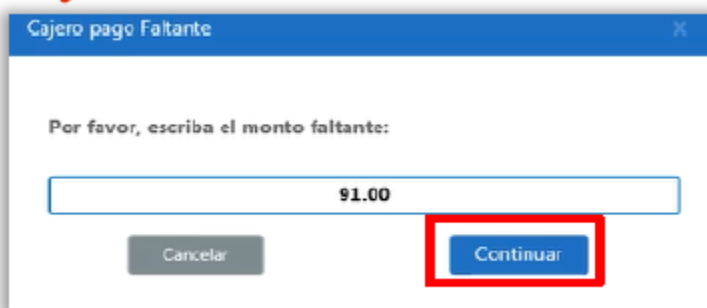 Cajero pago Faltante
Por favor, escriba el monto faltante:
91.00
Cancelar Continuar